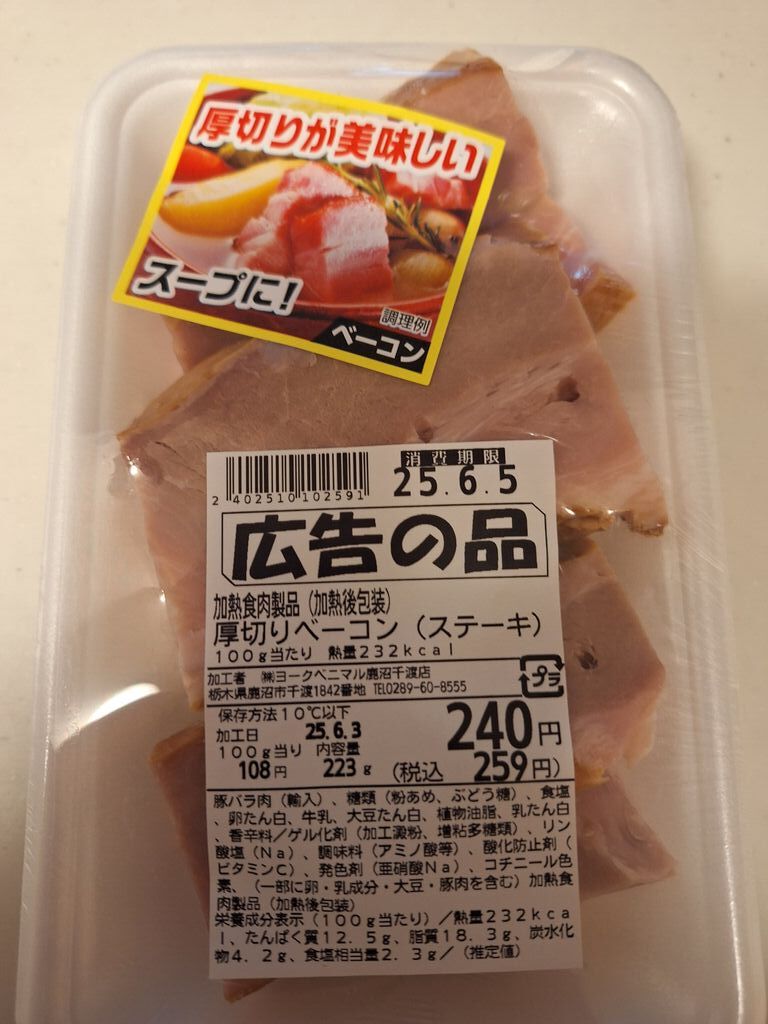 厚切りが美味しい
スープに!
調理例
ベーコン
消費期限
2 402510 102591
25.6.5
広告の品
加熱食肉製品(加熱後包装)
厚切りベーコン(ステーキ)
100g当たり 熱量232kcal
加工者 ㈱ヨークベニマル鹿沼千渡店
栃木県鹿沼市千渡1842番地 TEL0289-60-8555
プラ
保存方法10℃以下
加工日 25.6.3
240円
100g当り 内容量
108円 223g (税込 259円)
豚バラ肉(輸入)、糖類(粉あめ、ぶどう糖)、食塩
、卵たん白、牛乳、大豆たん白、植物油脂、乳たん白
、香辛料/ゲル化剤(加工澱粉、増粘多糖類)、リン
酸塩(Na)、調味料(アミノ酸等)、酸化防止剤(
ビタミンC)、発色剤(亜硝酸Na)、コチニール色
素、(一部に卵・乳成分・大豆・豚肉を含む)加熱食
肉製品(加熱後包装)
栄養成分表示(100g当たり)/熱量232kca
l、たんぱく質12.5g、脂質18.3g、炭水化
物4.2g、食塩相当量2.3g/(推定値)